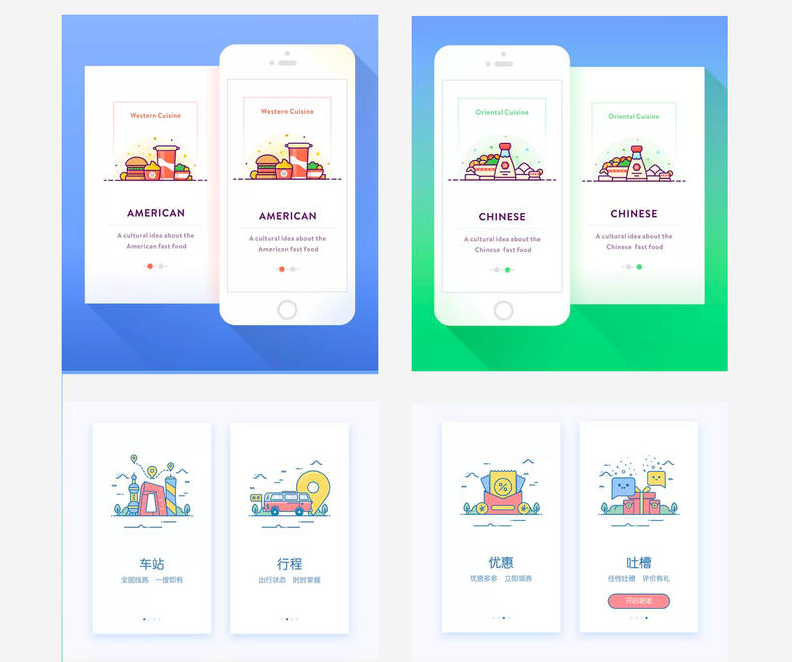 Western Cuisine
AMERICAN
A cultural idea about the
American fast food
Western Cuisine
AMERICAN
A cultural idea about the
American fast food
Oriental Cuisine
CHINESE
A cultural idea about the
Chinese fast food
Oriental Cuisine
CHINESE
A cultural idea about the
Chinese fast food
车站
全国线路 一搜即有
行程
出行状态 时时掌握
优惠
优惠多多 立即领券
吐槽
任性吐槽 评价有礼